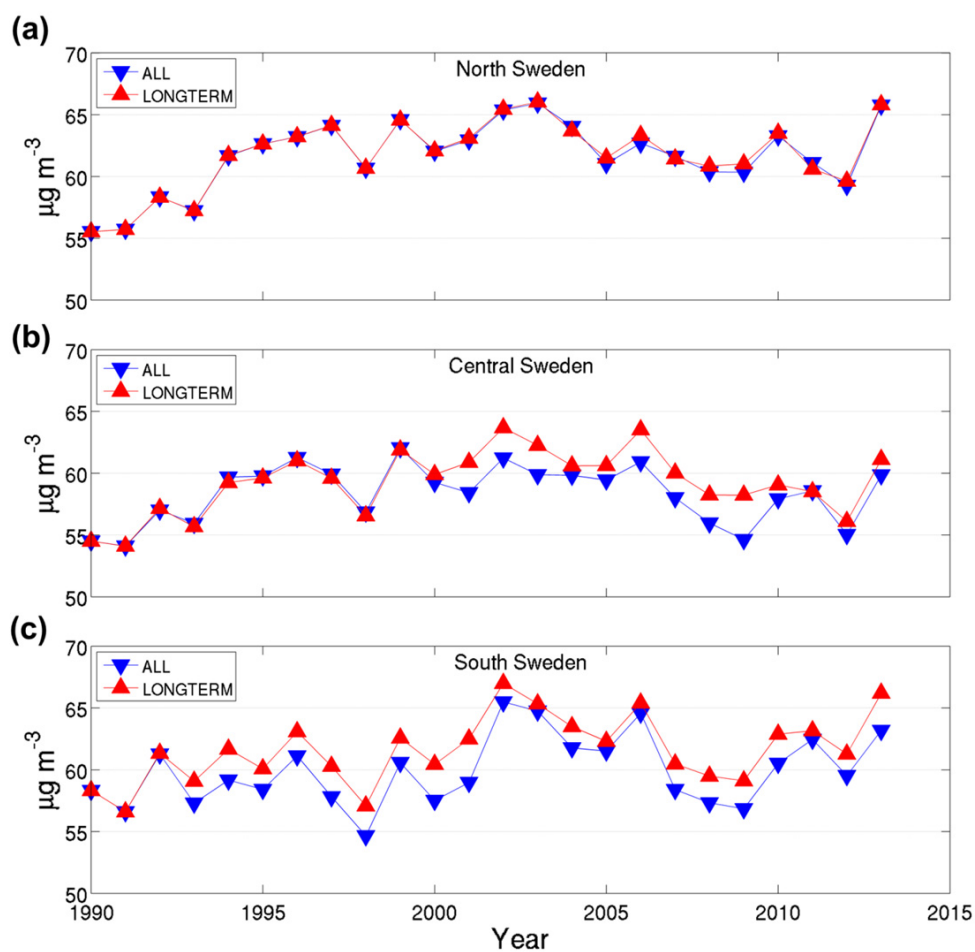 (a)
70
65
60
55
50
μg m⁻³
ALL
LONGTERM
North Sweden
(b)
70
65
60
55
50
μg m⁻³
ALL
LONGTERM
Central Sweden
(c)
70
65
60
55
50
μg m⁻³
ALL
LONGTERM
South Sweden
1990 1995 2000 2005 2010 2015
Year